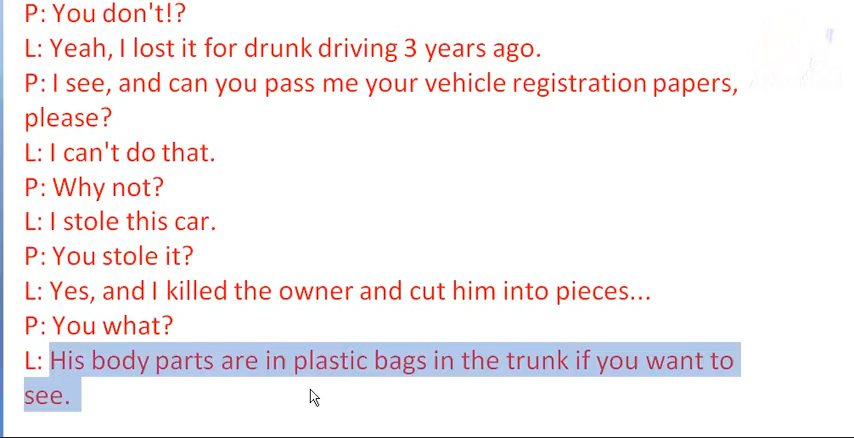 P: You don't!?
L: Yeah, I lost it for drunk driving 3 years ago.
P: I see, and can you pass me your vehicle registration papers,
please?
L: I can't do that.
P: Why not?
L: I stole this car.
P: You stole it?
L: Yes, and I killed the owner and cut him into pieces...
P: You what?
L: His body parts are in plastic bags in the trunk if you want to
see.